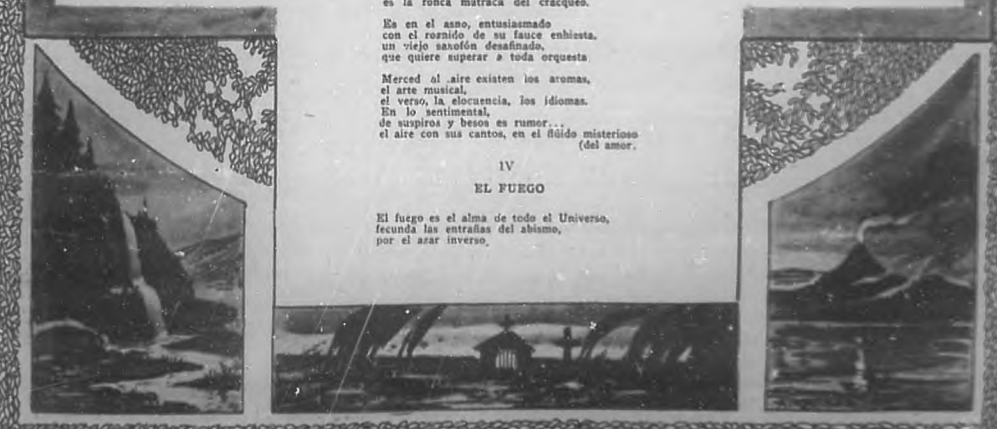 es la ronca matraca del cracqueo.
Es en el asno, entusiasmado
con el roznido de su fauce enhiesta,
un viejo saxofón desafinado,
que quiere superar a toda orquesta
Merced al aire existen los aromas,
el arte musical,
el verso, la elocuencia, los idiomas.
En lo sentimental,
de suspiros y besos es rumor...
el aire con sus cantos, en el flúido misterioso
(del amor.
IV
EL FUEGO
El fuego es el alma de todo el Universo,
fecunda las entrañas del abismo,
por el azar inverso,